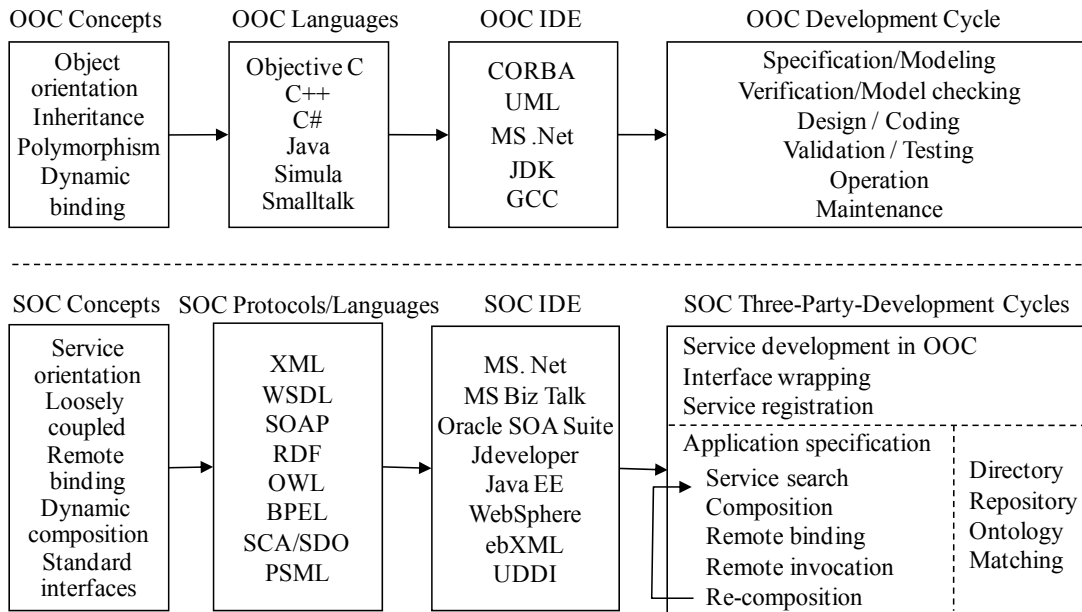 OOC Concepts
Object
orientation
Inheritance
Polymorphism
Dynamic
binding
OOC Languages
Objective C
C++
C#
Java
Simula
Smalltalk
OOC IDE
CORBA
UML
MS .Net
JDK
GCC
OOC Development Cycle
Specification/Modeling
Verification/Model checking
Design / Coding
Validation / Testing
Operation
Maintenance
SOC Concepts
Service
orientation
Loosely
coupled
Remote
binding
Dynamic
composition
Standard
interfaces
SOC Protocols/Languages
XML
WSDL
SOAP
RDF
OWL
BPEL
SCA/SDO
PSML
SOC IDE
MS. Net
MS Biz Talk
Oracle SOA Suite
Jdeveloper
Java EE
WebSphere
ebXML
UDDI
SOC Three-Party-Development Cycles
Service development in OOC
Interface wrapping
Service registration
Application specification
Service search
Composition
Remote binding
Remote invocation
Re-composition
Directory
Repository
Ontology
Matching